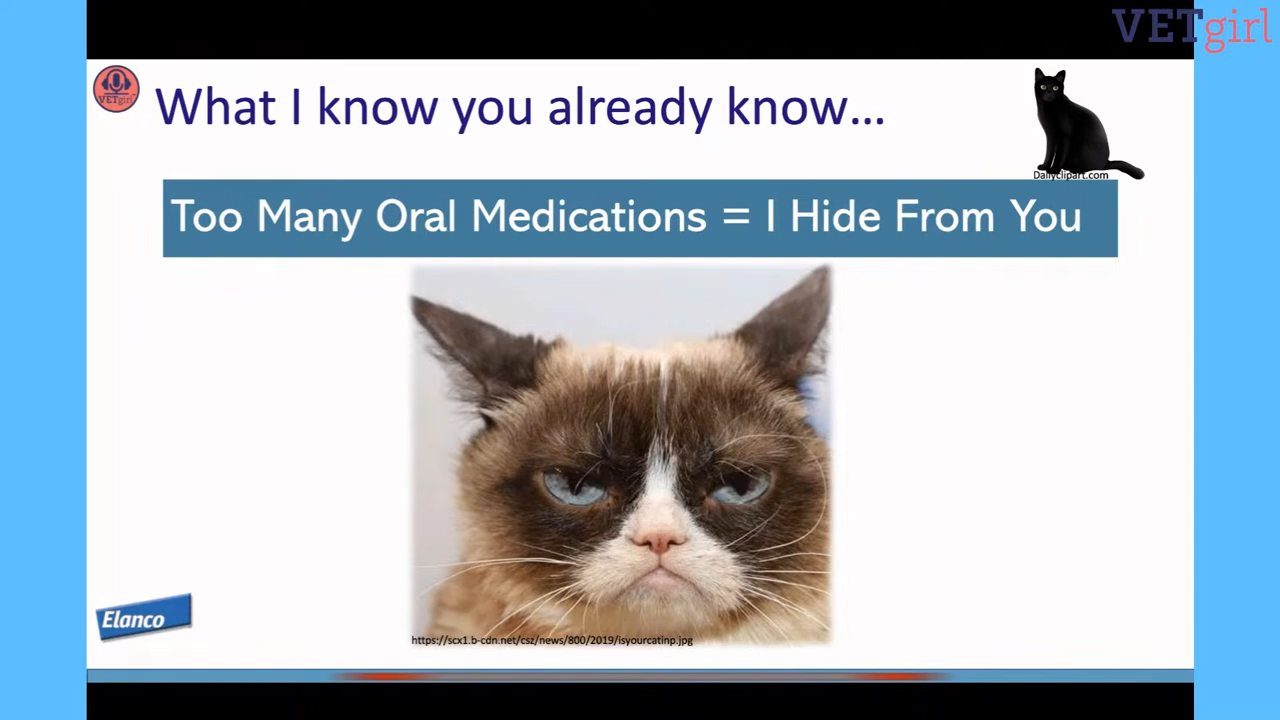 VETgirl
VETgirl
What I know you already know...
Dailyclipart.com
Too Many Oral Medications = I Hide From You
Elanco
https://scx1.b-cdn.net/csz/news/800/2019/isyourcatinp.jpg